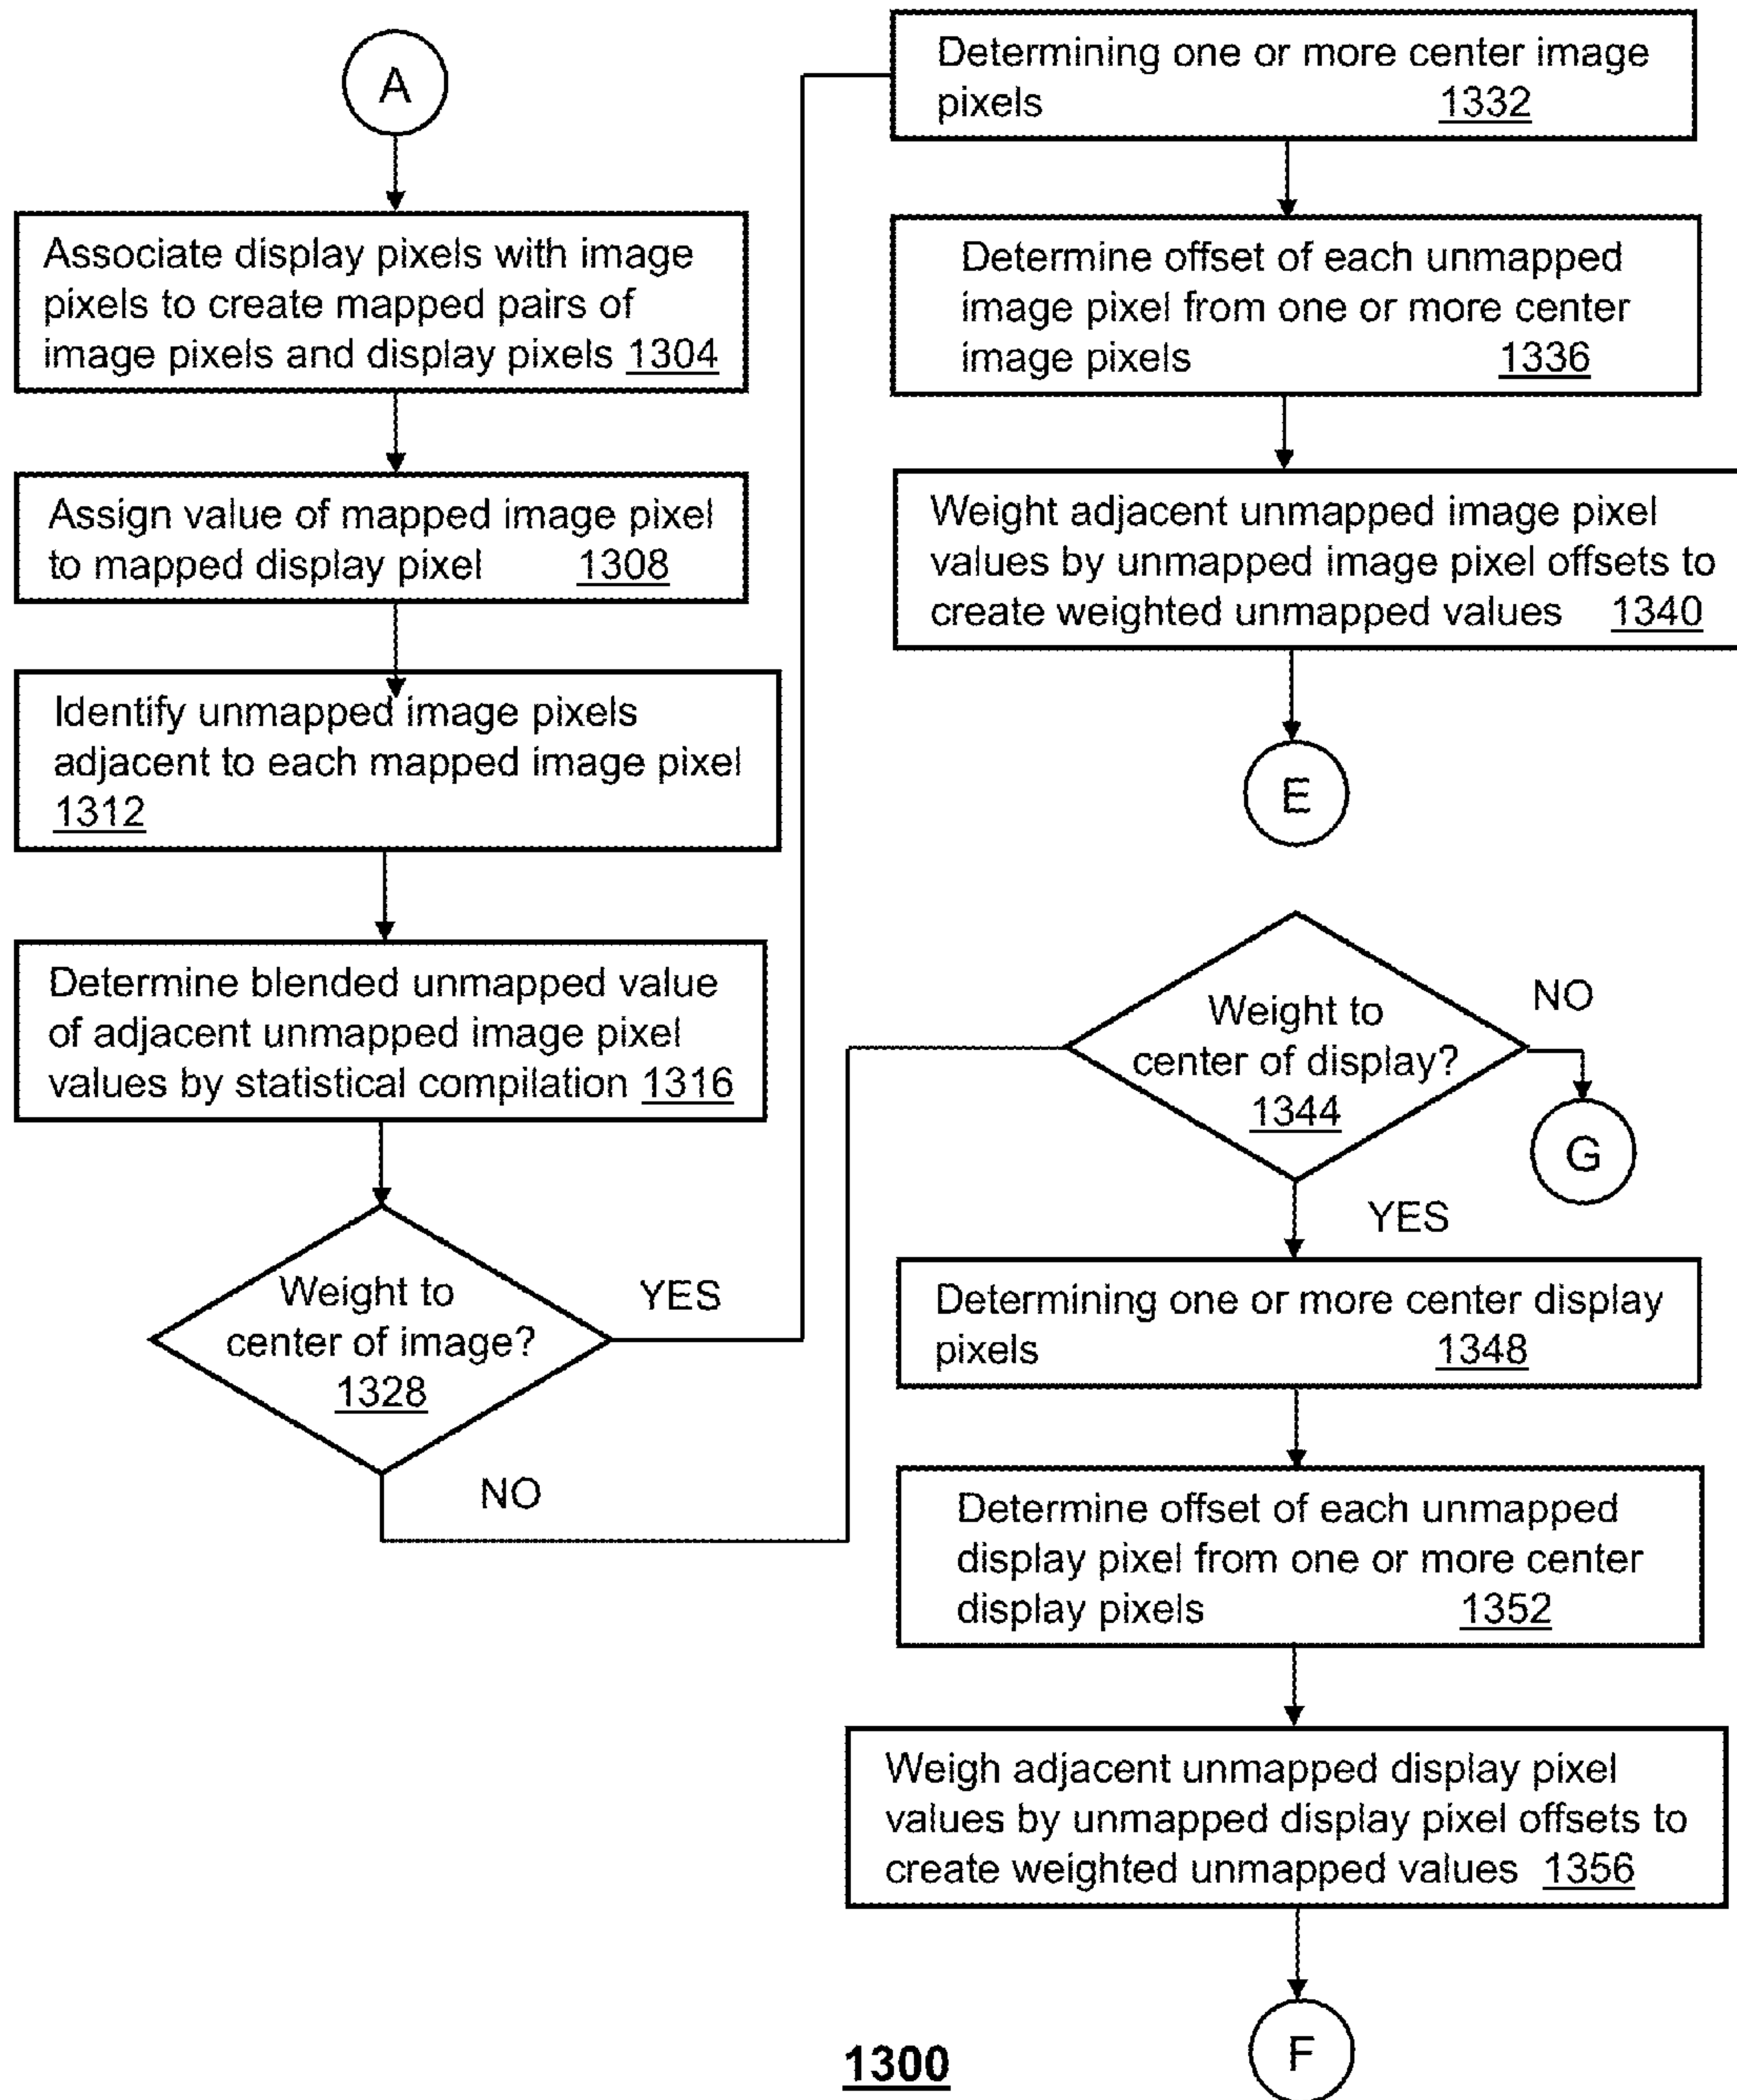 A
Associate display pixels with image
pixels to create mapped pairs of
image pixels and display pixels 1304
Assign value of mapped image pixel
to mapped display pixel 1308
Identify unmapped image pixels
adjacent to each mapped image pixel
1312
Determine blended unmapped value
of adjacent unmapped image pixel
values by statistical compilation 1316
Weight to
center of image?
1328
YES
NO
Determining one or more center image
pixels 1332
Determine offset of each unmapped
image pixel from one or more center
image pixels 1336
Weight adjacent unmapped image pixel
values by unmapped image pixel offsets to
create weighted unmapped values 1340
E
Weight to
center of display?
1344
NO
G
YES
Determining one or more center display
pixels 1348
Determine offset of each unmapped
display pixel from one or more center
display pixels 1352
Weigh adjacent unmapped display pixel
values by unmapped display pixel offsets to
create weighted unmapped values 1356
F
1300